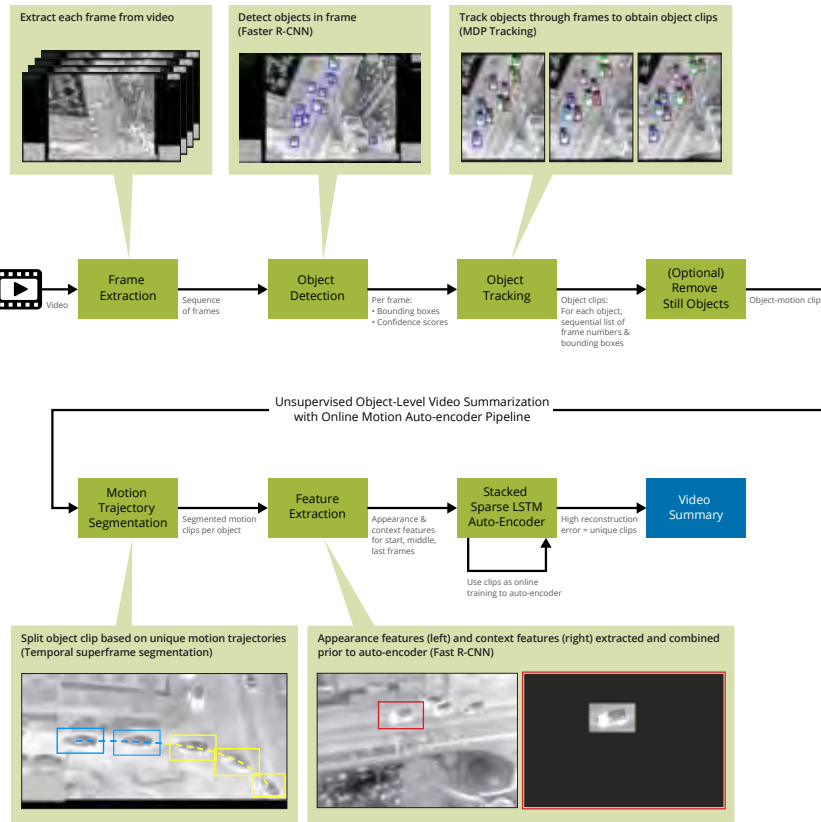 Extract each frame from video
Detect objects in frame
(Faster R-CNN)
Track objects through frames to obtain object clips
(MDP Tracking)
Video
Frame
Extraction
Sequence
of frames
Object
Detection
Per frame:
• Bounding boxes
• Confidence scores
Object
Tracking
Object clips:
For each object,
sequential list of
frame numbers &
bounding boxes
(Optional)
Remove
Still Objects
Object-motion clips
Unsupervised Object-Level Video Summarization
with Online Motion Auto-encoder Pipeline
Motion
Trajectory
Segmentation
Segmented motion
clips per object
Feature
Extraction
Appearance &
context features
for start, middle,
last frames
Stacked
Sparse LSTM
Auto-Encoder
Use clips as online
training to auto-encoder
High reconstruction
error = unique clips
Video
Summary
Split object clip based on unique motion trajectories
(Temporal superframe segmentation)
Appearance features (left) and context features (right) extracted and combined
prior to auto-encoder (Fast R-CNN)